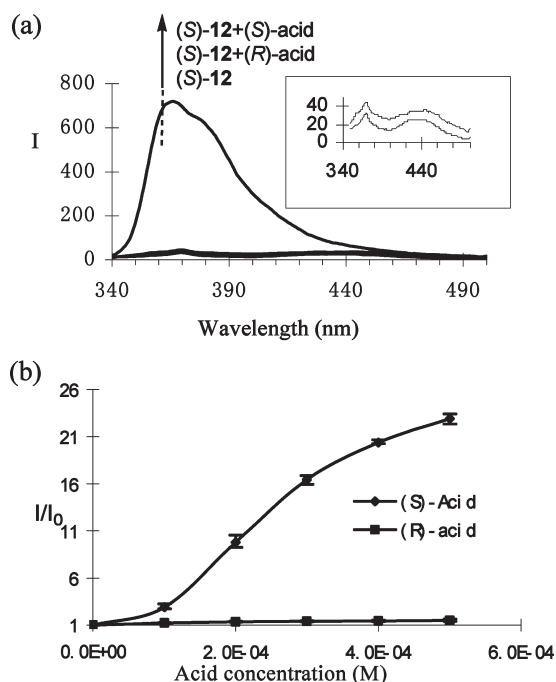 (a)
(S)-12+(S)-acid
(S)-12+(R)-acid
(S)-12
800
600
400
200
0
I
40
20
0
340
440
340
390
440
490
Wavelength (nm)
(b)
26
21
16
11
6
1
I/I0
(S)-Acid
(R)-acid
0.0E+00
2.0E-04
4.0E-04
6.0E-04
Acid concentration (M)